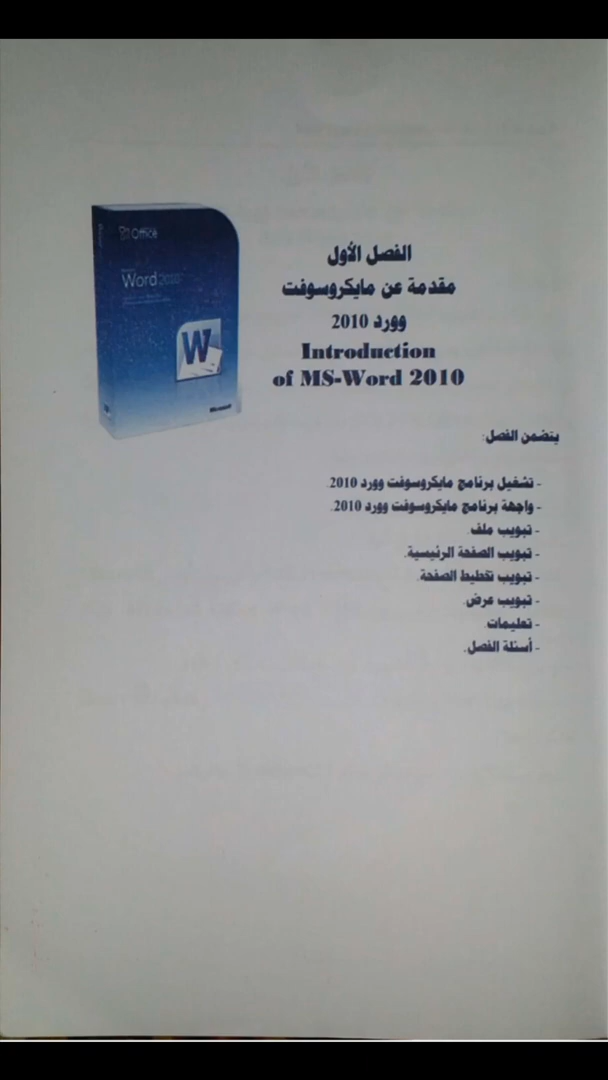 Office
Word 2010
W
Microsoft
الفصل الأول
مقدمة عن مايكروسوفت
وورد 2010
Introduction
of MS-Word 2010
يتضمن الفصل:
- تشغيل برنامج مايكروسوفت وورد 2010.
- واجهة برنامج مايكروسوفت وورد 2010.
- تبويب ملف.
- تبويب الصفحة الرئيسية.
- تبويب تخطيط الصفحة.
- تبويب عرض.
- تعليمات.
- أسئلة الفصل.